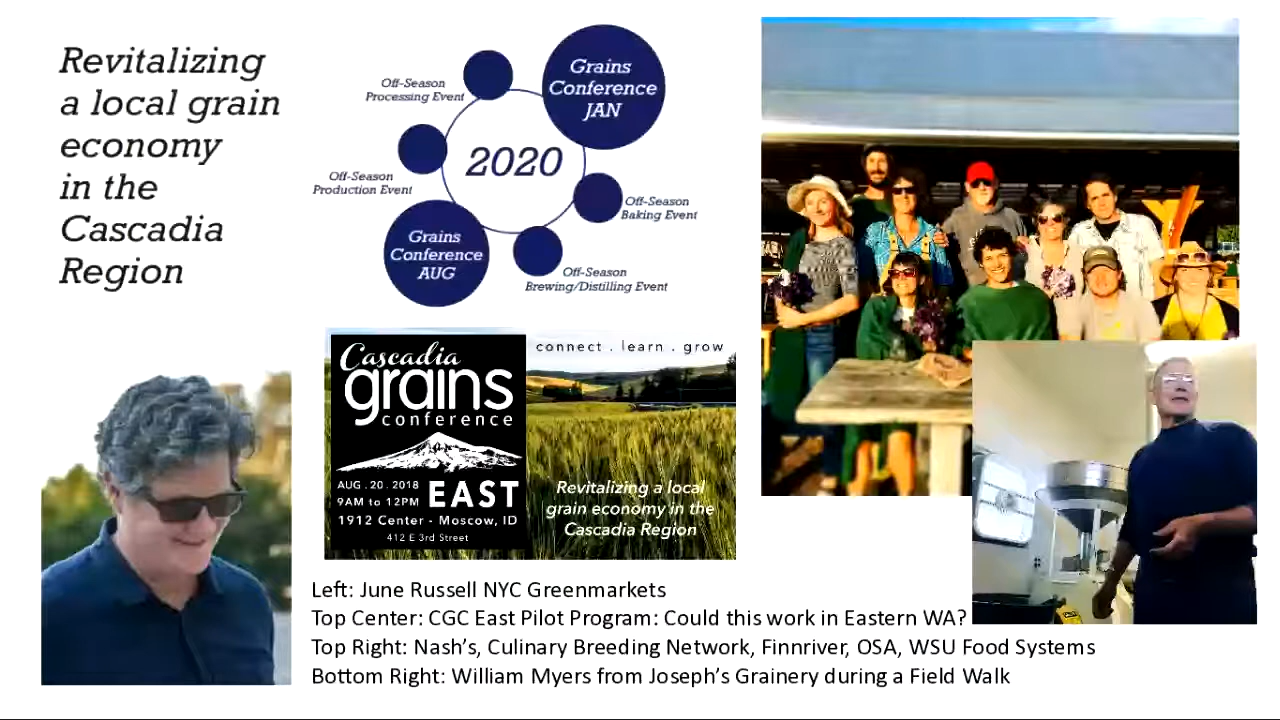 Revitalizing
a local grain
economy
in the
Cascadia
Region
Grains
Conference
JAN
Off-Season
Processing Event
2020
Off-Season
Production Event
Off-Season
Baking Event
Grains
Conference
AUG
Off-Season
Brewing/Distilling Event
Cascadia
grains
conference
AUG . 20 . 2018
9AM to 12PM
EAST
1912 Center - Moscow, ID
412 E 3rd Street
connect . learn . grow
Revitalizing a local
grain economy in the
Cascadia Region
Left: June Russell NYC Greenmarkets
Top Center: CGC East Pilot Program: Could this work in Eastern WA?
Top Right: Nash’s, Culinary Breeding Network, Finnriver, OSA, WSU Food Systems
Bottom Right: William Myers from Joseph’s Grainery during a Field Walk